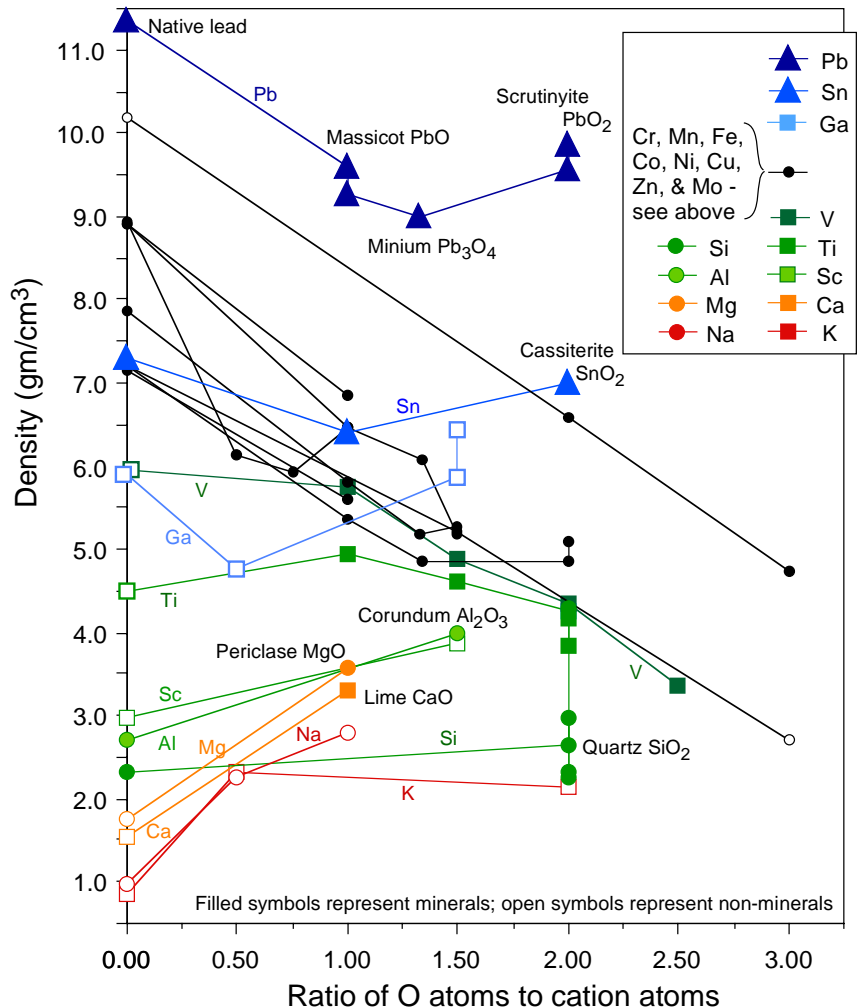 Native lead
Pb
Massicot PbO
Scrutinyite
PbO2
Minium Pb3O4
Cassiterite
SnO2
Sn
V
Ga
Ti
Corundum Al2O3
Periclase MgO
Lime CaO
Sc
Al
Mg
Ca
Na
Si
K
V
Quartz SiO2
Filled symbols represent minerals; open symbols represent non-minerals
Pb
Sn
Ga
Cr, Mn, Fe,
Co, Ni, Cu,
Zn, & Mo -
see above
V
Si
Ti
Al
Sc
Mg
Ca
Na
K
Density (gm/cm3)
11.0
10.0
9.0
8.0
7.0
6.0
5.0
4.0
3.0
2.0
1.0
0.00 0.50 1.00 1.50 2.00 2.50 3.00
Ratio of O atoms to cation atoms